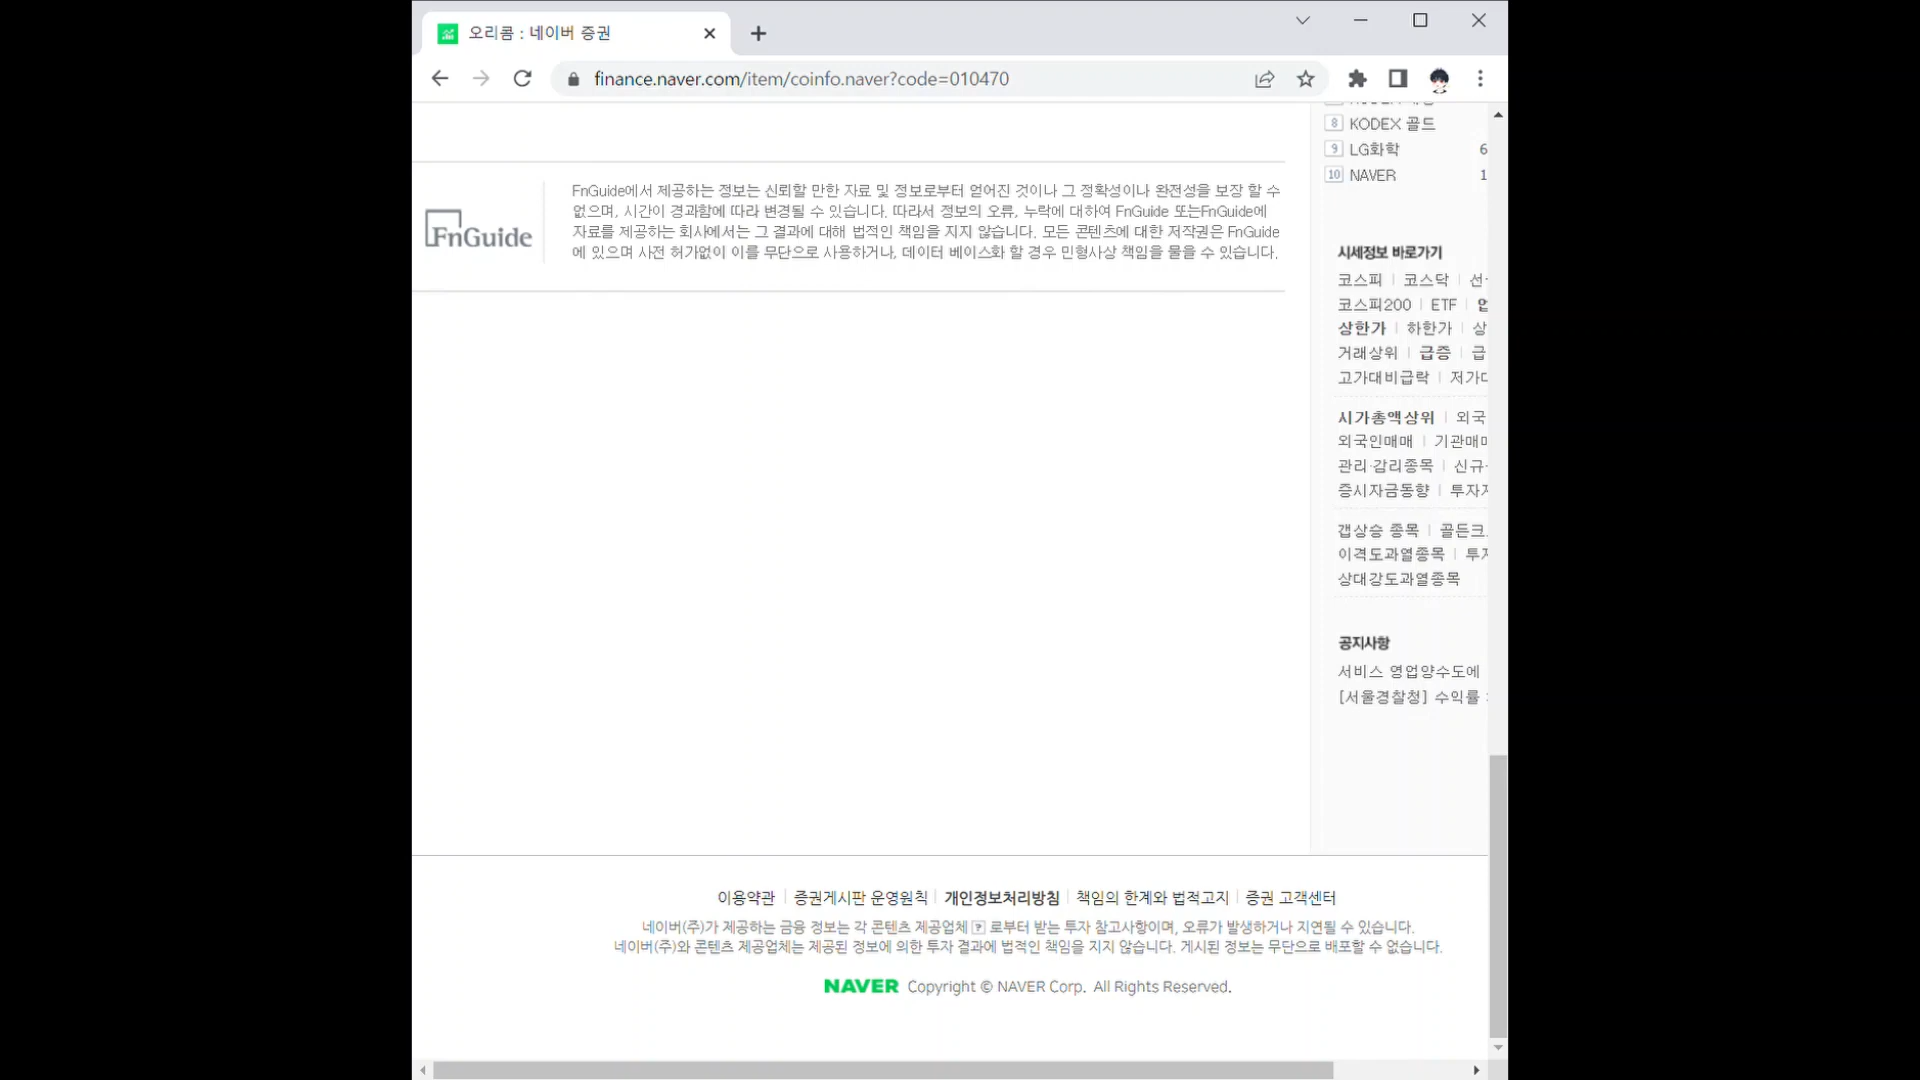 오리콤 : 네이버 증권
finance.naver.com/item/coinfo.naver?code=010470
8 KODEX 골드
9 LG화학 6
10 NAVER 1
FnGuide
FnGuide에서 제공하는 정보는 신뢰할 만한 자료 및 정보로부터 얻어진 것이나 그 정확성이나 완전성을 보장 할 수
없으며, 시간이 경과함에 따라 변경될 수 있습니다. 따라서 정보의 오류, 누락에 대하여 FnGuide 또는FnGuide에
자료를 제공하는 회사에서는 그 결과에 대해 법적인 책임을 지지 않습니다. 모든 콘텐츠에 대한 저작권은 FnGuide
에 있으며 사전 허가없이 이를 무단으로 사용하거나, 데이터 베이스화 할 경우 민형사상 책임을 물을 수 있습니다.
시세정보 바로가기
코스피 | 코스닥 | 선
코스피200 | ETF |
상한가 | 하한가 | 상
거래상위 | 급증 | 급
고가대비급락 | 저가
시가총액상위 | 외국
외국인매매 | 기관매
관리·감리종목 | 신규
증시자금동향 | 투자
갭상승 종목 | 골든크
이격도과열종목 | 투
상대강도과열종목
공지사항
서비스 영업양수도에
[서울경찰청] 수익률
이용약관 | 증권게시판 운영원칙 | 개인정보처리방침 | 책임의 한계와 법적고지 | 증권 고객센터
네이버(주)가 제공하는 금융 정보는 각 콘텐츠 제공업체 ? 로부터 받는 투자 참고사항이며, 오류가 발생하거나 지연될 수 있습니다.
네이버(주)와 콘텐츠 제공업체는 제공된 정보에 의한 투자 결과에 법적인 책임을 지지 않습니다. 게시된 정보는 무단으로 배포할 수 없습니다.
NAVER Copyright © NAVER Corp. All Rights Reserved.